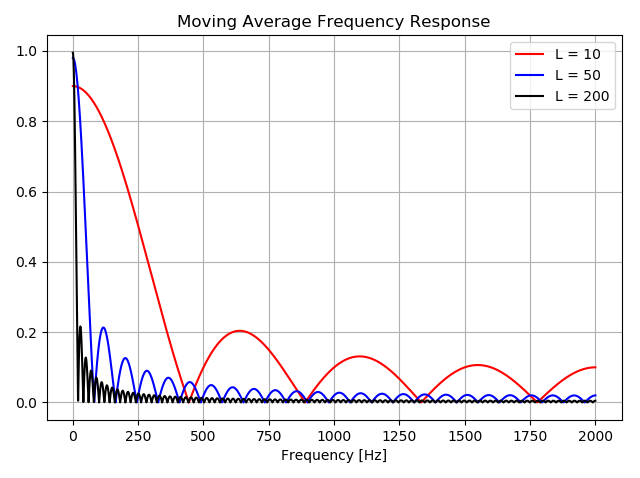 Moving Average Frequency Response
L = 10
L = 50
L = 200
1.0
0.8
0.6
0.4
0.2
0.0
0 250 500 750 1000 1250 1500 1750 2000
Frequency [Hz]